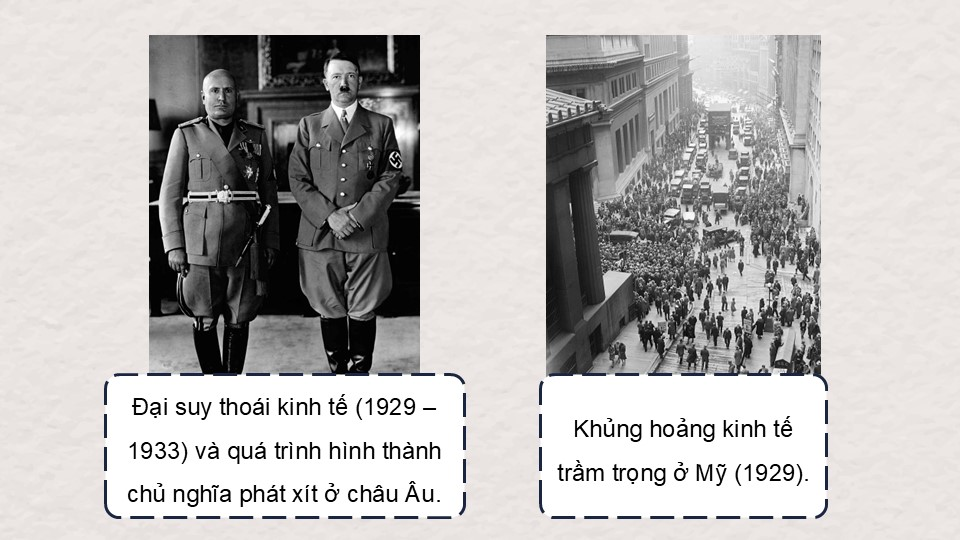 Đại suy thoái kinh tế (1929 –
1933) và quá trình hình thành
chủ nghĩa phát xít ở châu Âu.
Khủng hoảng kinh tế
trầm trọng ở Mỹ (1929).